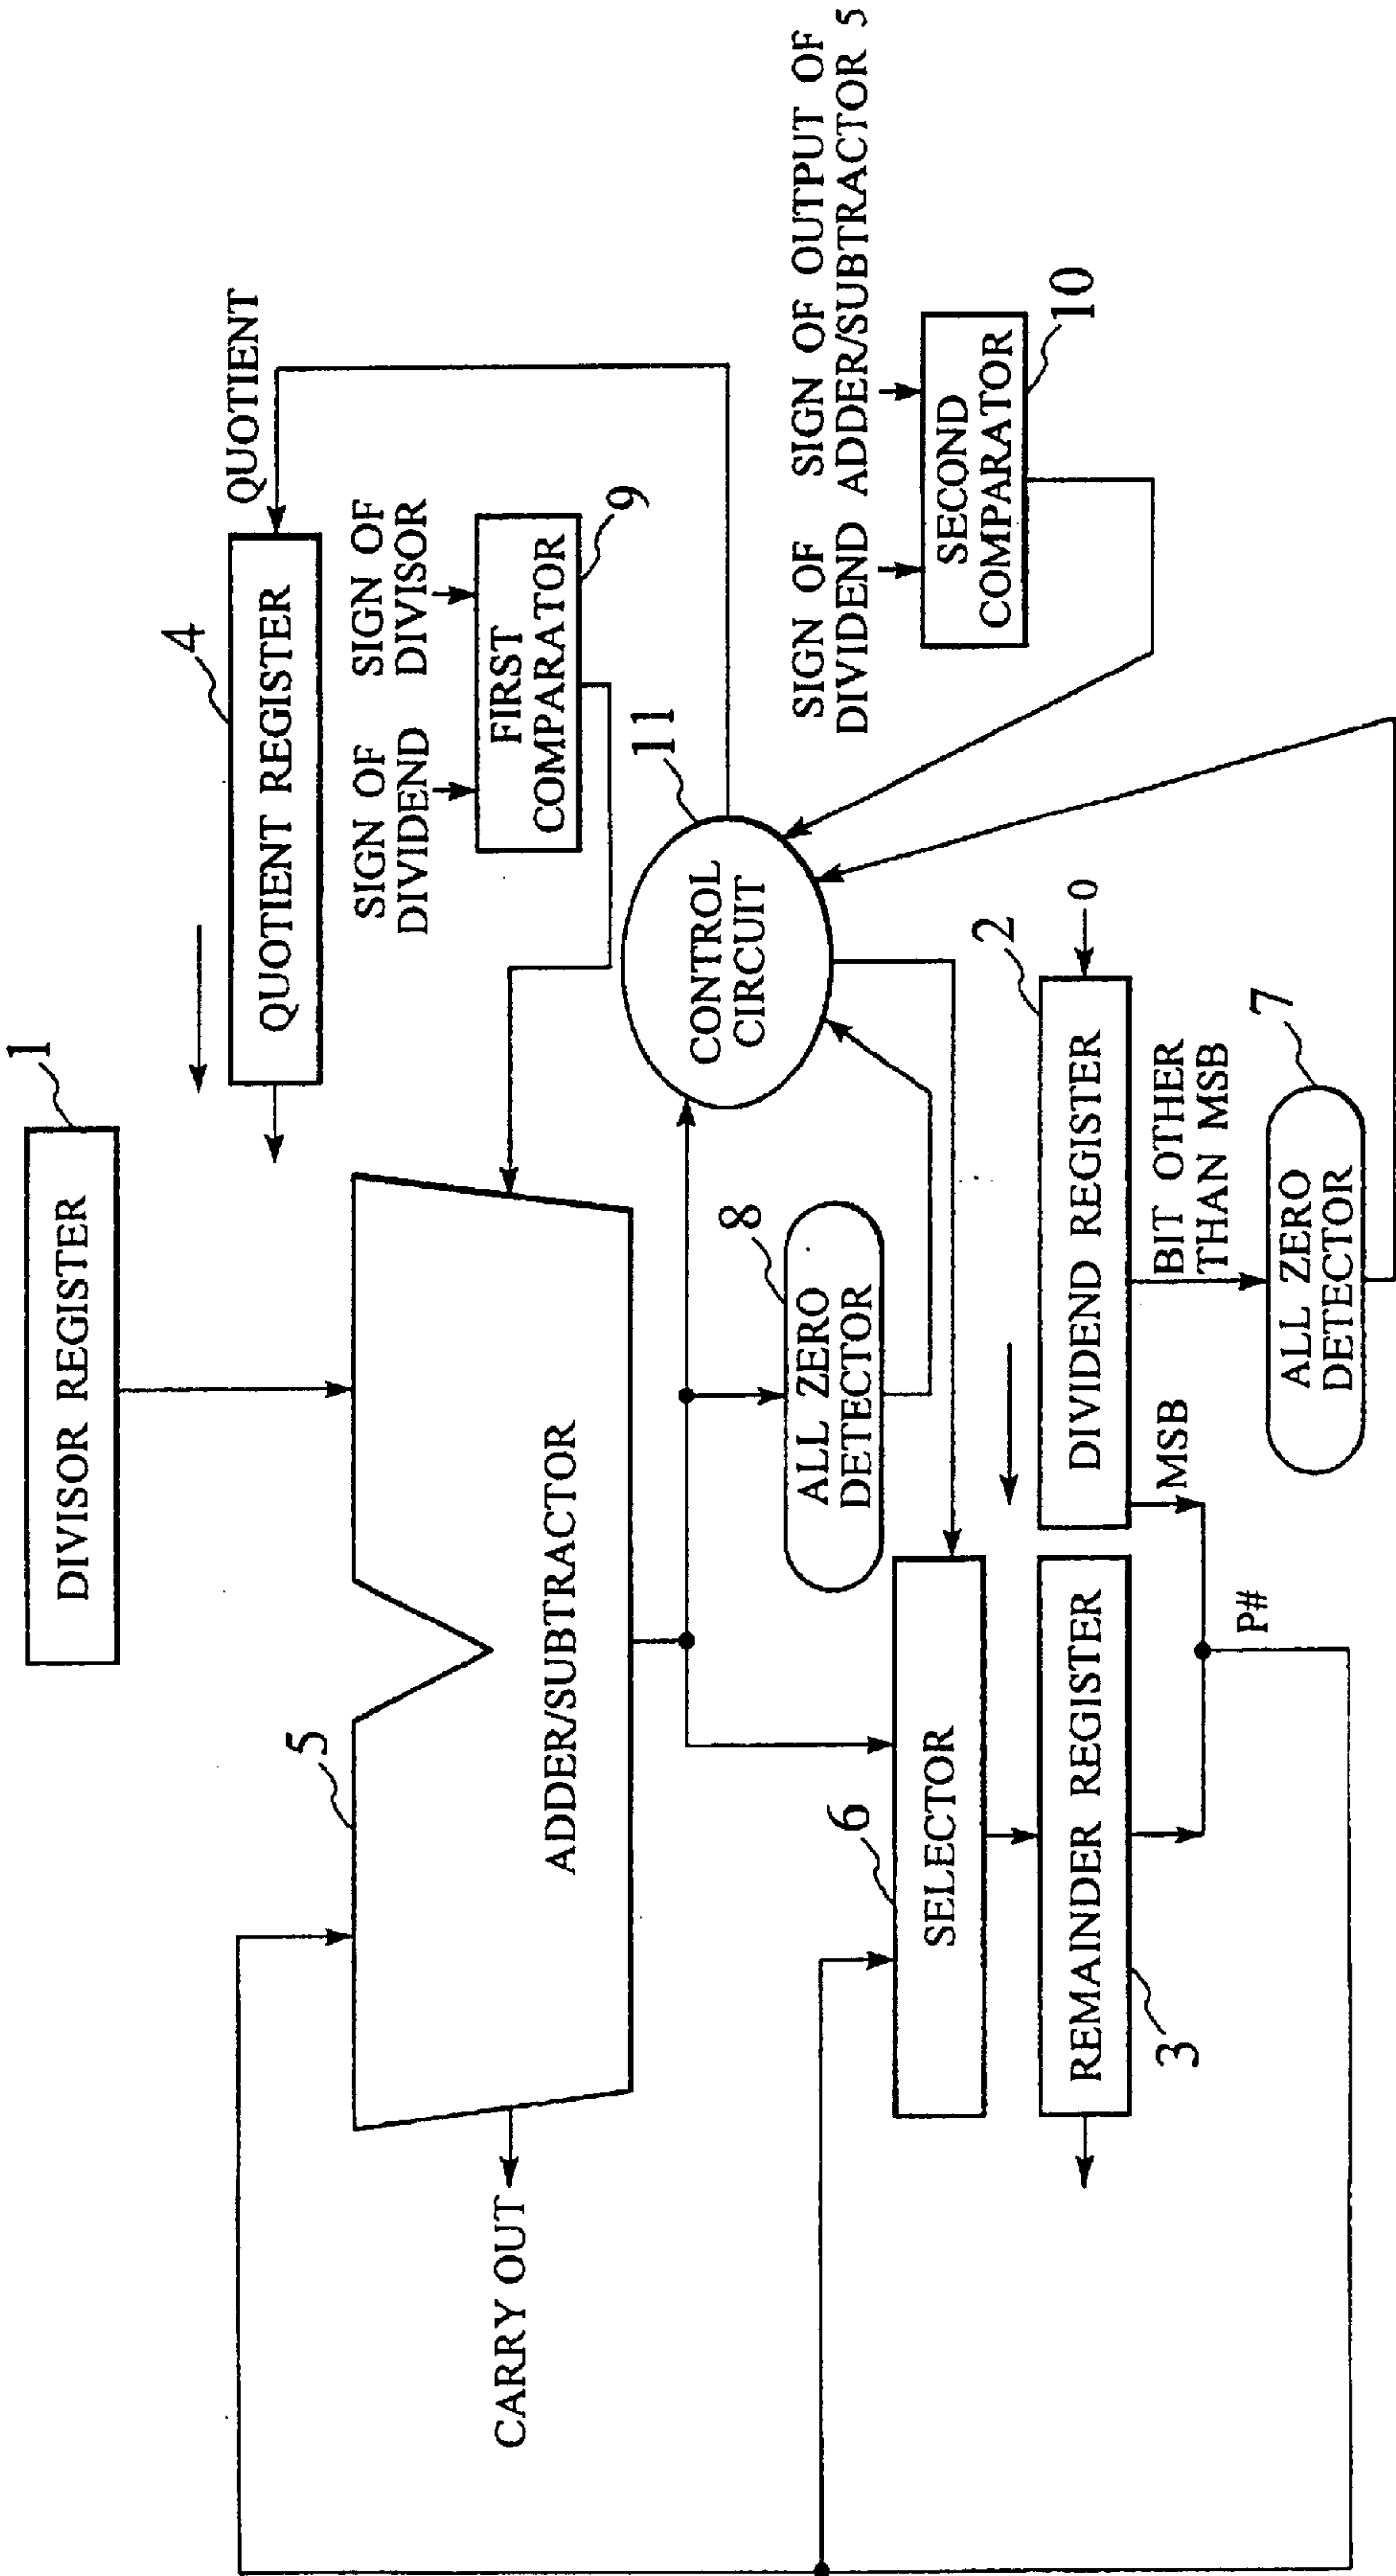 1
DIVISOR REGISTER
4
QUOTIENT REGISTER
QUOTIENT
SIGN OF
DIVIDEND
SIGN OF
DIVISOR
FIRST
COMPARATOR
9
5
ADDER/SUBTRACTOR
CARRY OUT
11
CONTROL
CIRCUIT
8
ALL ZERO
DETECTOR
SIGN OF
DIVIDEND
SIGN OF OUTPUT OF
ADDER/SUBTRACTOR 5
SECOND
COMPARATOR
10
6
SELECTOR
REMAINDER REGISTER
3
2
DIVIDEND REGISTER
0
MSB
BIT OTHER
THAN MSB
P#
7
ALL ZERO
DETECTOR